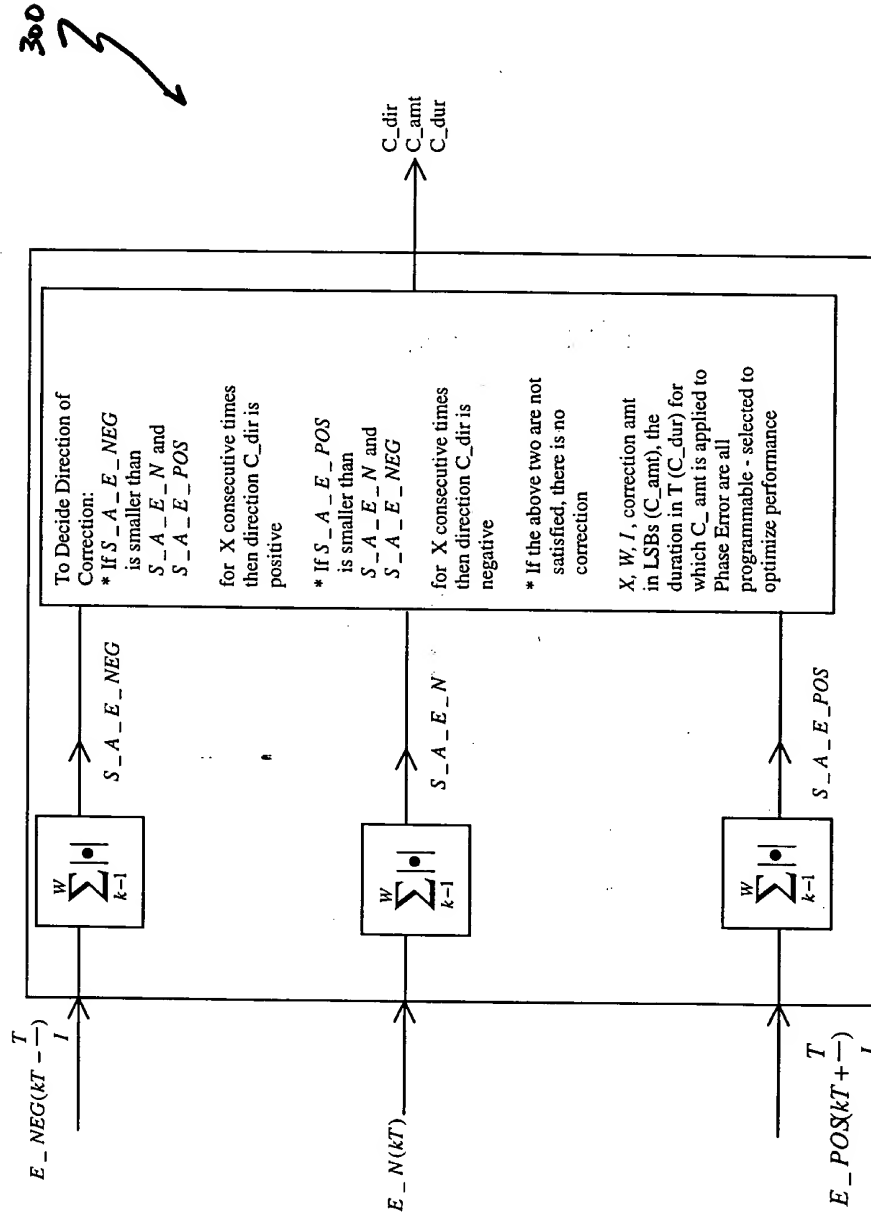 300
E_NEG(kT - T/I)
W
∑|•|
k-1
S_A_E_NEG
E_N(kT)
W
∑|•|
k-1
S_A_E_N
E_POS(kT + T/I)
W
∑|•|
k-1
S_A_E_POS
To Decide Direction of
Correction:
* If S_A_E_NEG
is smaller than
S_A_E_N and
S_A_E_POS
for X consecutive times
then direction C_dir is
positive
* If S_A_E_POS
is smaller than
S_A_E_N and
S_A_E_NEG
for X consecutive times
then direction C_dir is
negative
* If the above two are not
satisfied, there is no
correction
X, W, I, correction amt
in LSBs (C_amt), the
duration in T (C_dur) for
which C_ amt is applied to
Phase Error are all
programmable - selected to
optimize performance
C_dir
C_amt
C_dur